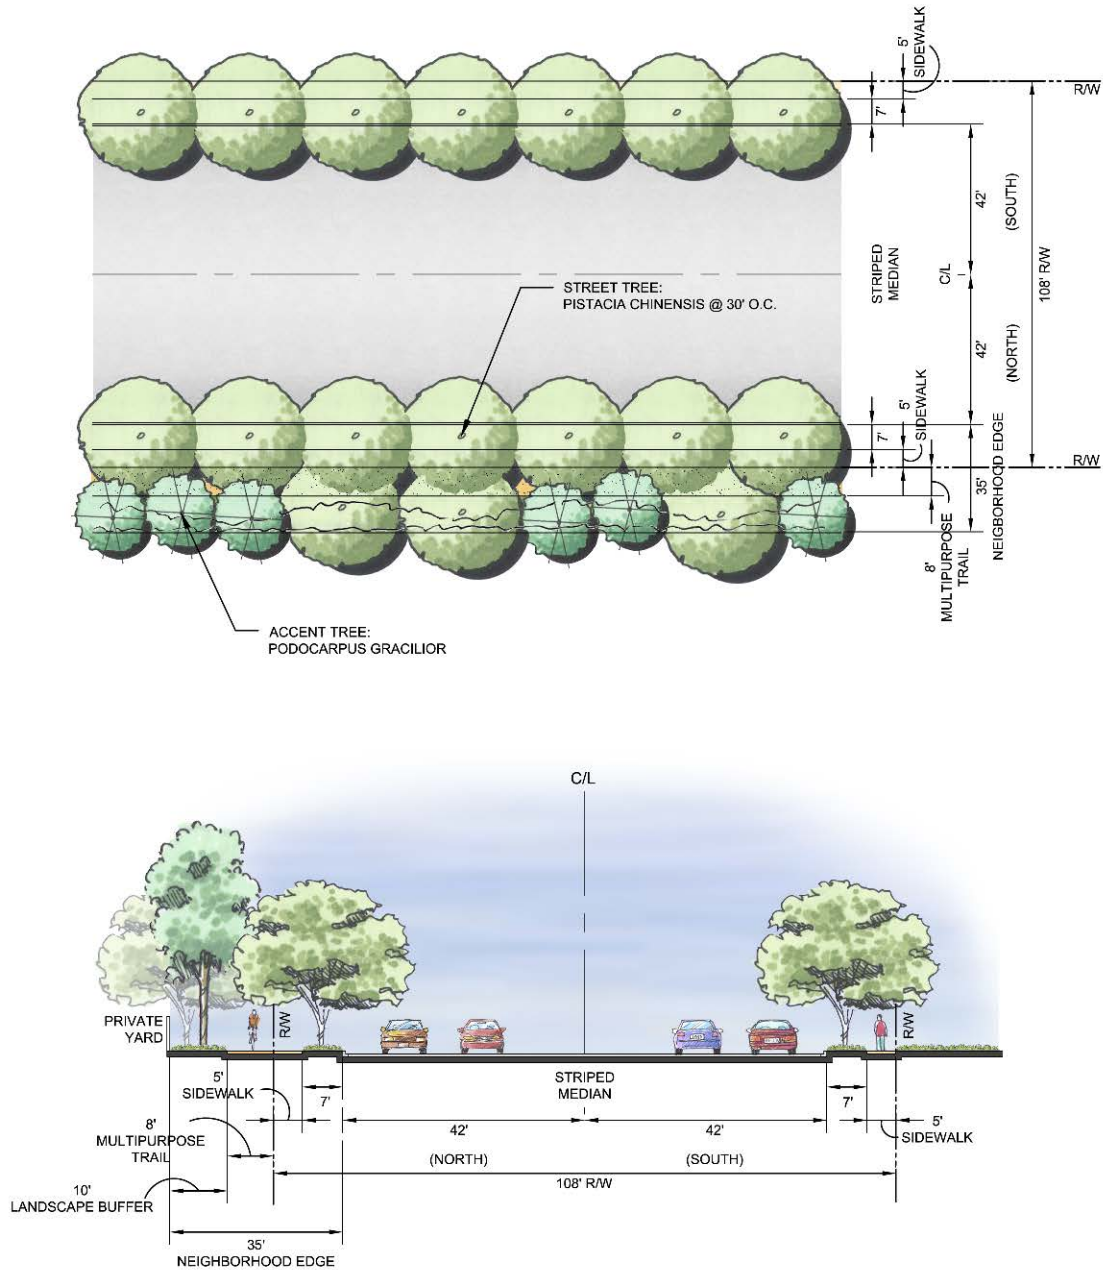 5'
SIDEWALK
R/W
7'
42'
(SOUTH)
STRIPED
MEDIAN
C/L
108' R/W
STREET TREE:
PISTACIA CHINENSIS @ 30' O.C.
42'
(NORTH)
5'
SIDEWALK
7'
R/W
35'
NEIGBORHOOD EDGE
8'
MULTIPURPOSE
TRAIL
ACCENT TREE:
PODOCARPUS GRACILIOR
C/L
PRIVATE
YARD
R/W
R/W
5'
SIDEWALK
7'
STRIPED
MEDIAN
7'
5'
SIDEWALK
42'
42'
8'
MULTIPURPOSE
TRAIL
(NORTH)
(SOUTH)
108' R/W
10'
LANDSCAPE BUFFER
35'
NEIGHBORHOOD EDGE